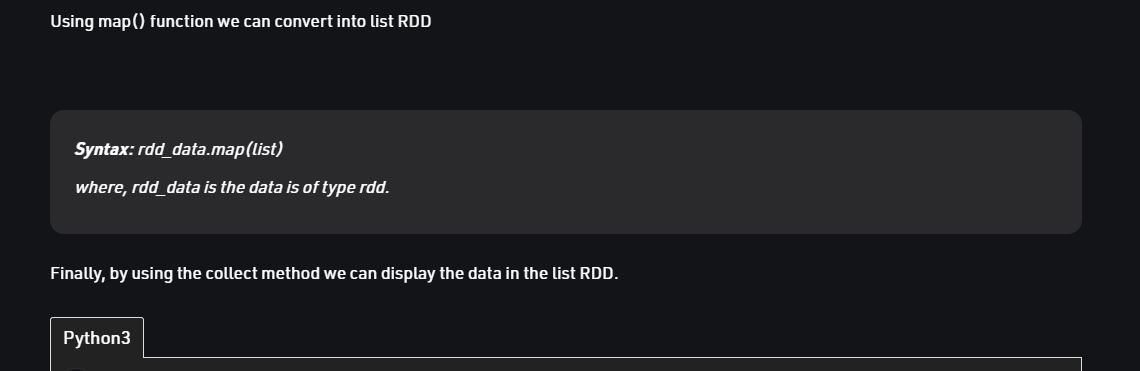 Using map() function we can convert into list RDD
Syntax: rdd_data.map(list)
where, rdd_data is the data is of type rdd.
Finally, by using the collect method we can display the data in the list RDD.
Python3